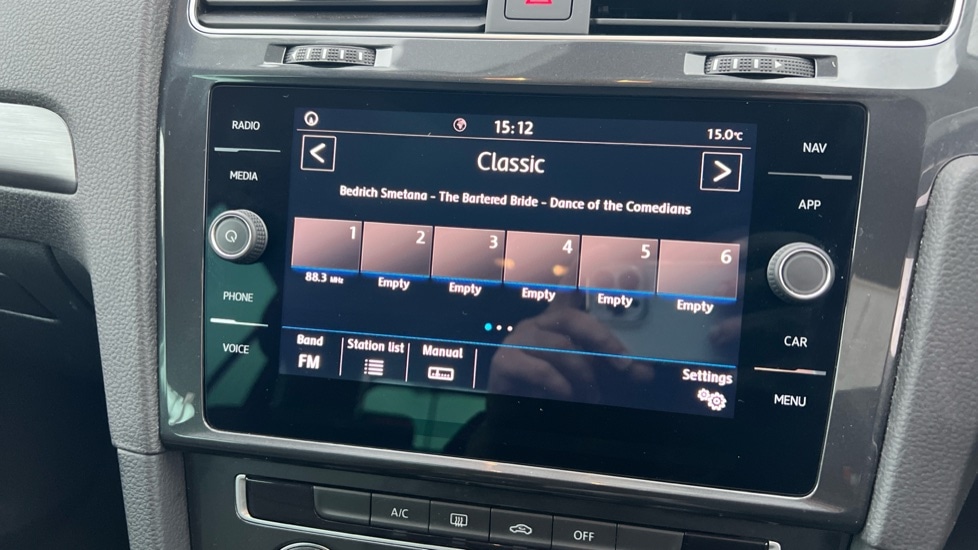 RADIO
MEDIA
PHONE
VOICE
15:12
15.0°C
<
Classic
>
Bedrich Smetana - The Bartered Bride - Dance of the Comedians
1 2 3 4 5 6
88.3 MHz Empty Empty Empty Empty Empty
Band Station list Manual Settings
FM
NAV
APP
CAR
MENU
A/C OFF